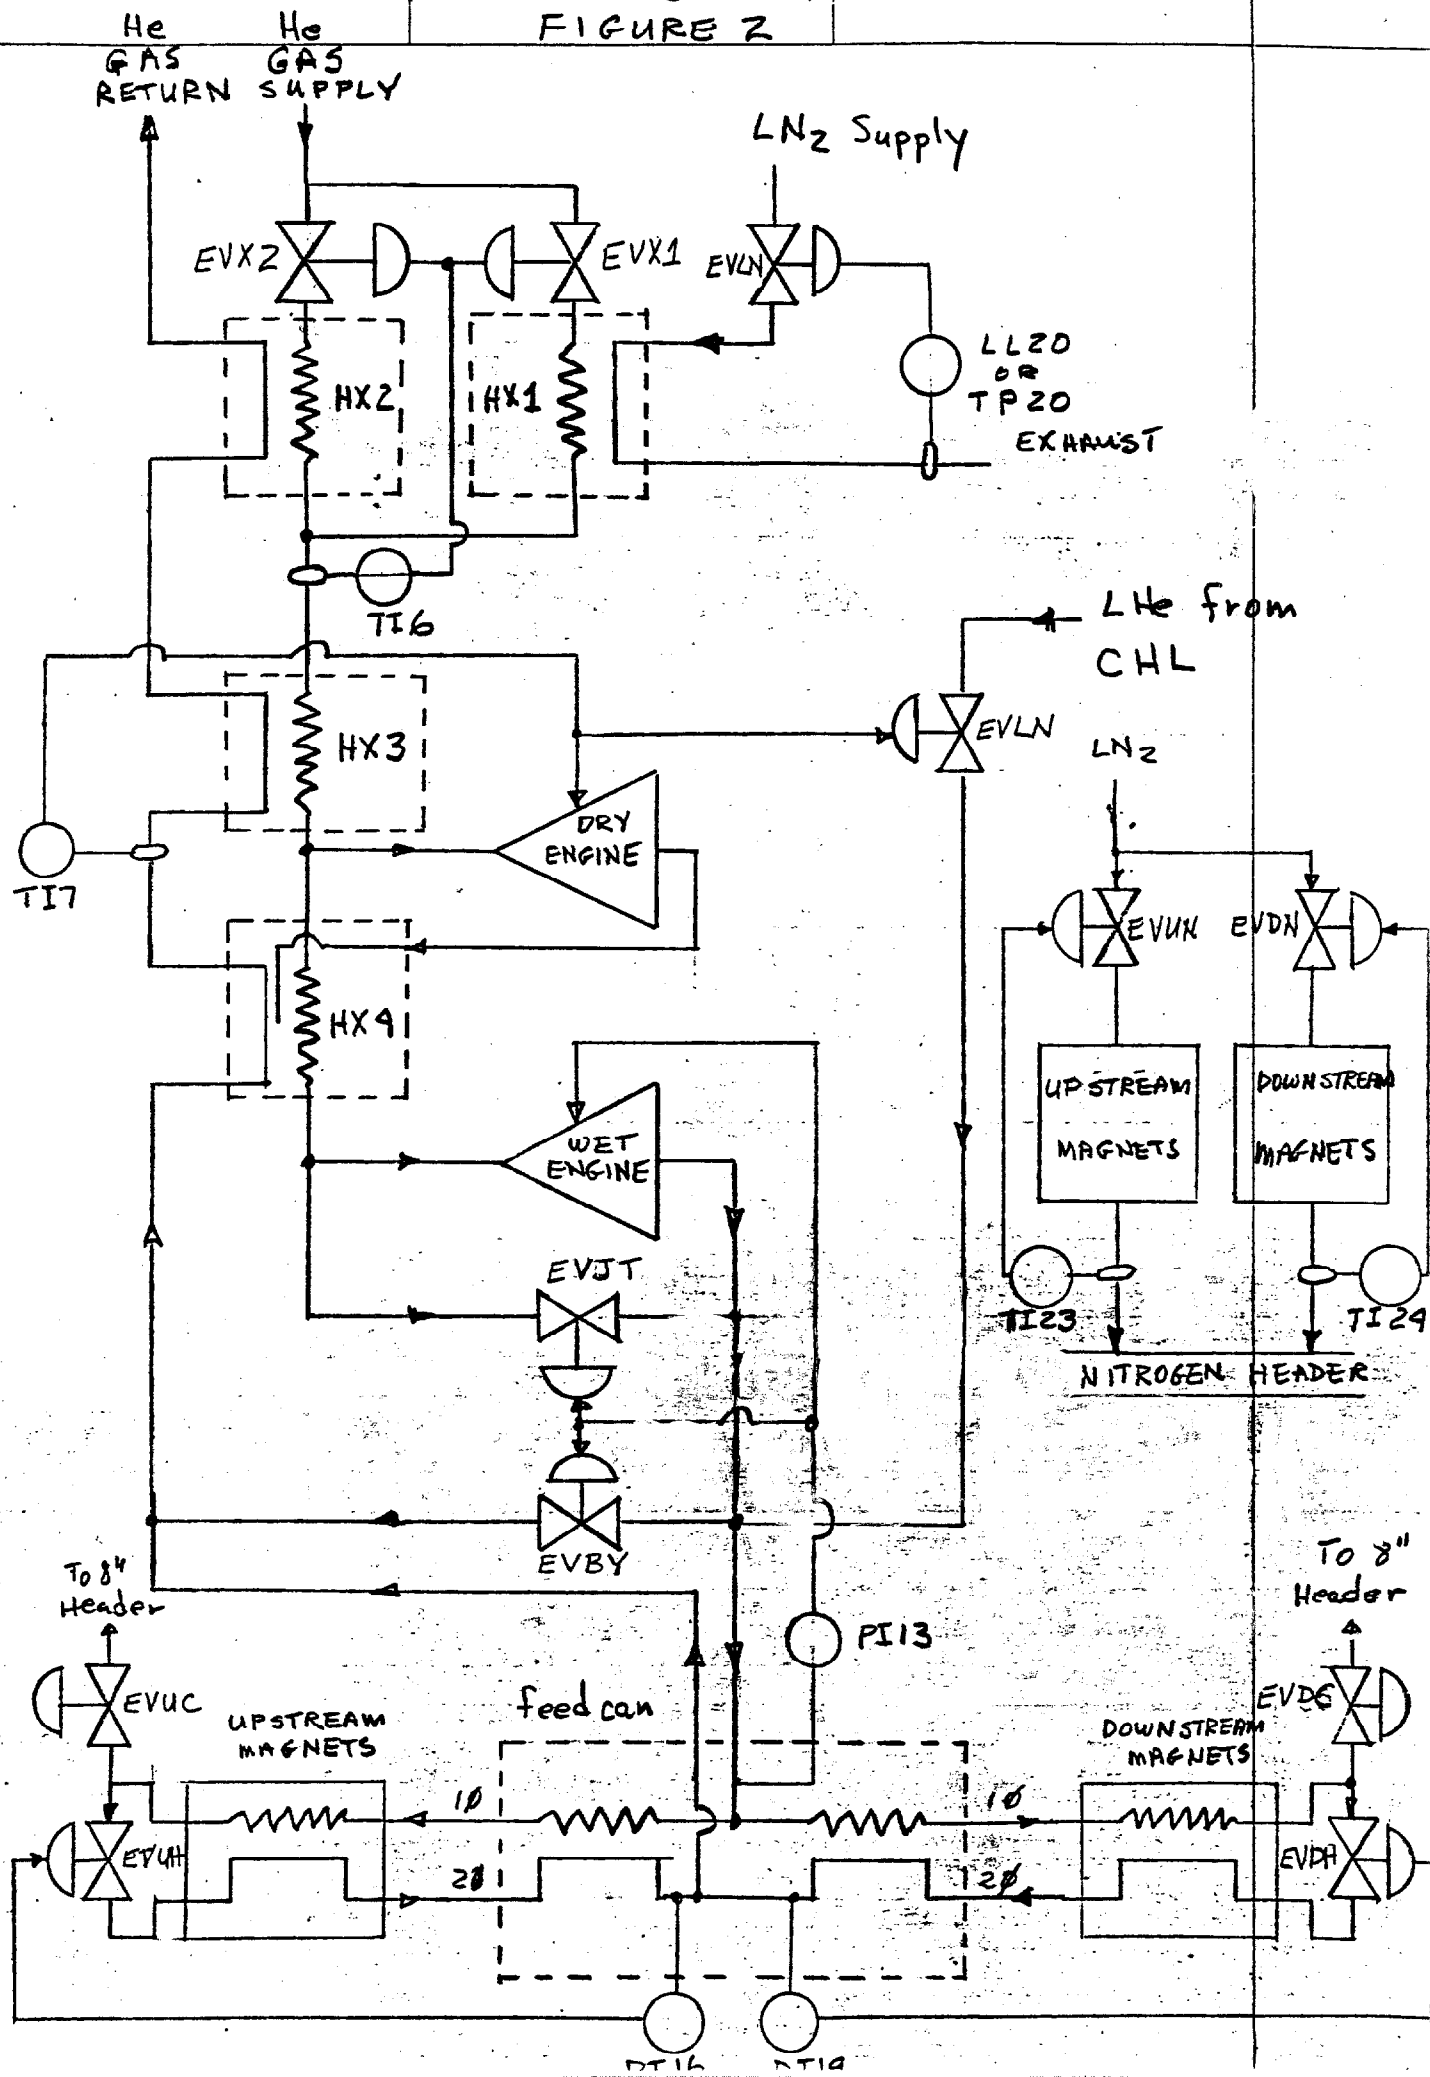 FIGURE 2
He
GAS
RETURN
He
GAS
SUPPLY
LN2 Supply
EVX2
EVX1
EVLN
HX2
HX1
LL20
OR
TP20
EXHAUST
TI6
LHe from
CHL
HX3
EVLN
LN2
DRY
ENGINE
TI7
EVUN
EVDN
HX4
UPSTREAM
MAGNETS
DOWNSTREAM
MAGNETS
WET
ENGINE
EVJT
TI23
TI24
NITROGEN HEADER
EVBY
To 8"
Header
To 8"
Header
PI13
EVUC
feed can
EVDC
UPSTREAM
MAGNETS
DOWNSTREAM
MAGNETS
1Ø
1Ø
EVUH
EVDH
2Ø
2Ø
DT16
DT19